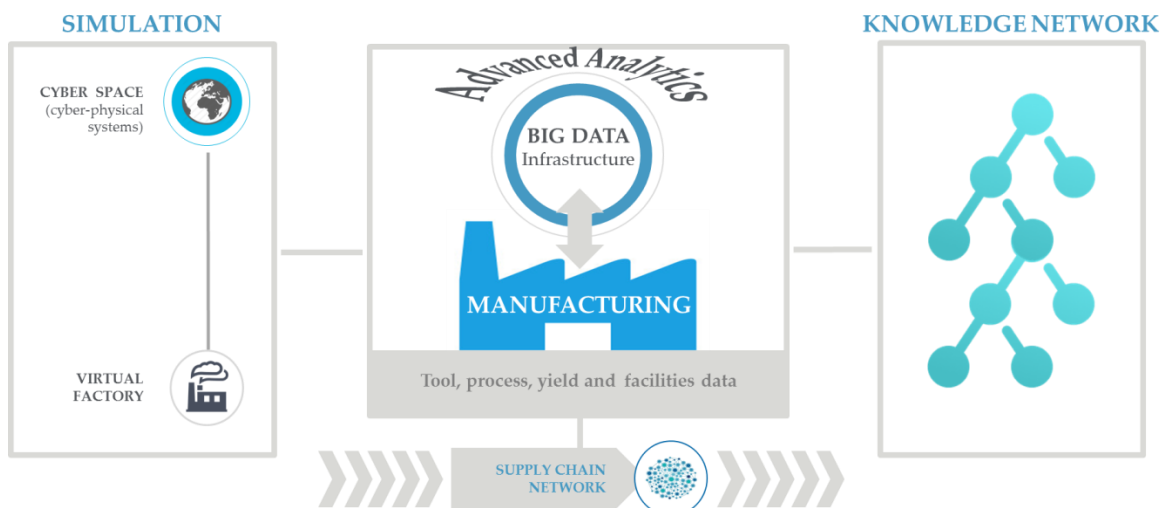 SIMULATION
CYBER SPACE
(cyber-physical
systems)
VIRTUAL
FACTORY
Advanced Analytics
BIG DATA
Infrastructure
MANUFACTURING
Tool, process, yield and facilities data
SUPPLY CHAIN
NETWORK
KNOWLEDGE NETWORK